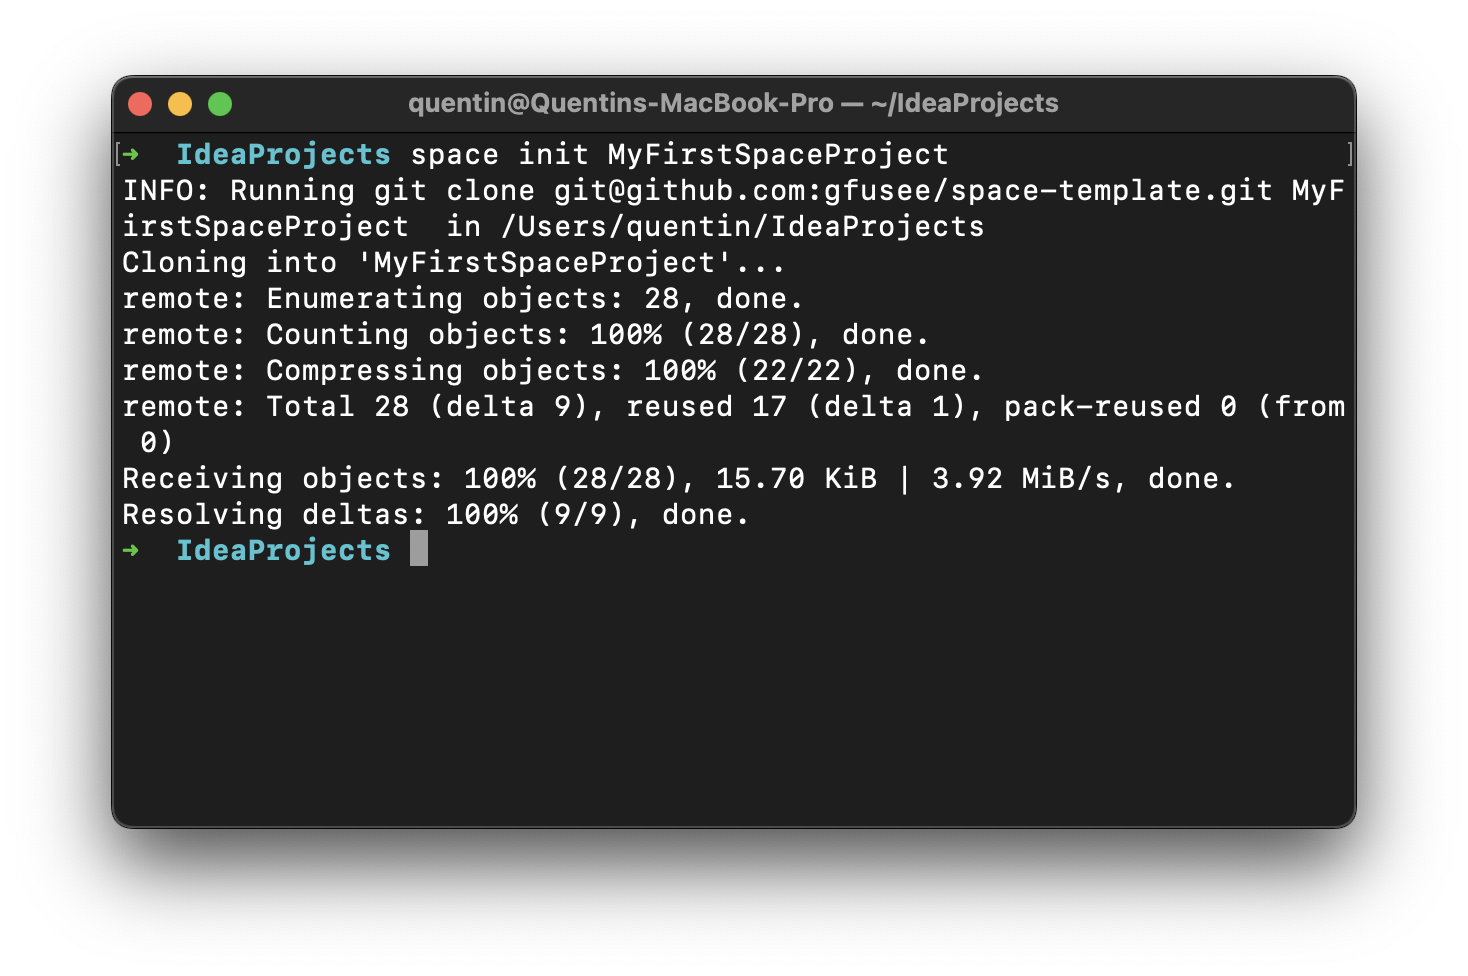 quentin@Quentins-MacBook-Pro — ~/IdeaProjects
[➜  IdeaProjects space init MyFirstSpaceProject ]
INFO: Running git clone git@github.com:gfusee/space-template.git MyF
irstSpaceProject  in /Users/quentin/IdeaProjects
Cloning into 'MyFirstSpaceProject'...
remote: Enumerating objects: 28, done.
remote: Counting objects: 100% (28/28), done.
remote: Compressing objects: 100% (22/22), done.
remote: Total 28 (delta 9), reused 17 (delta 1), pack-reused 0 (from
 0)
Receiving objects: 100% (28/28), 15.70 KiB | 3.92 MiB/s, done.
Resolving deltas: 100% (9/9), done.
➜  IdeaProjects